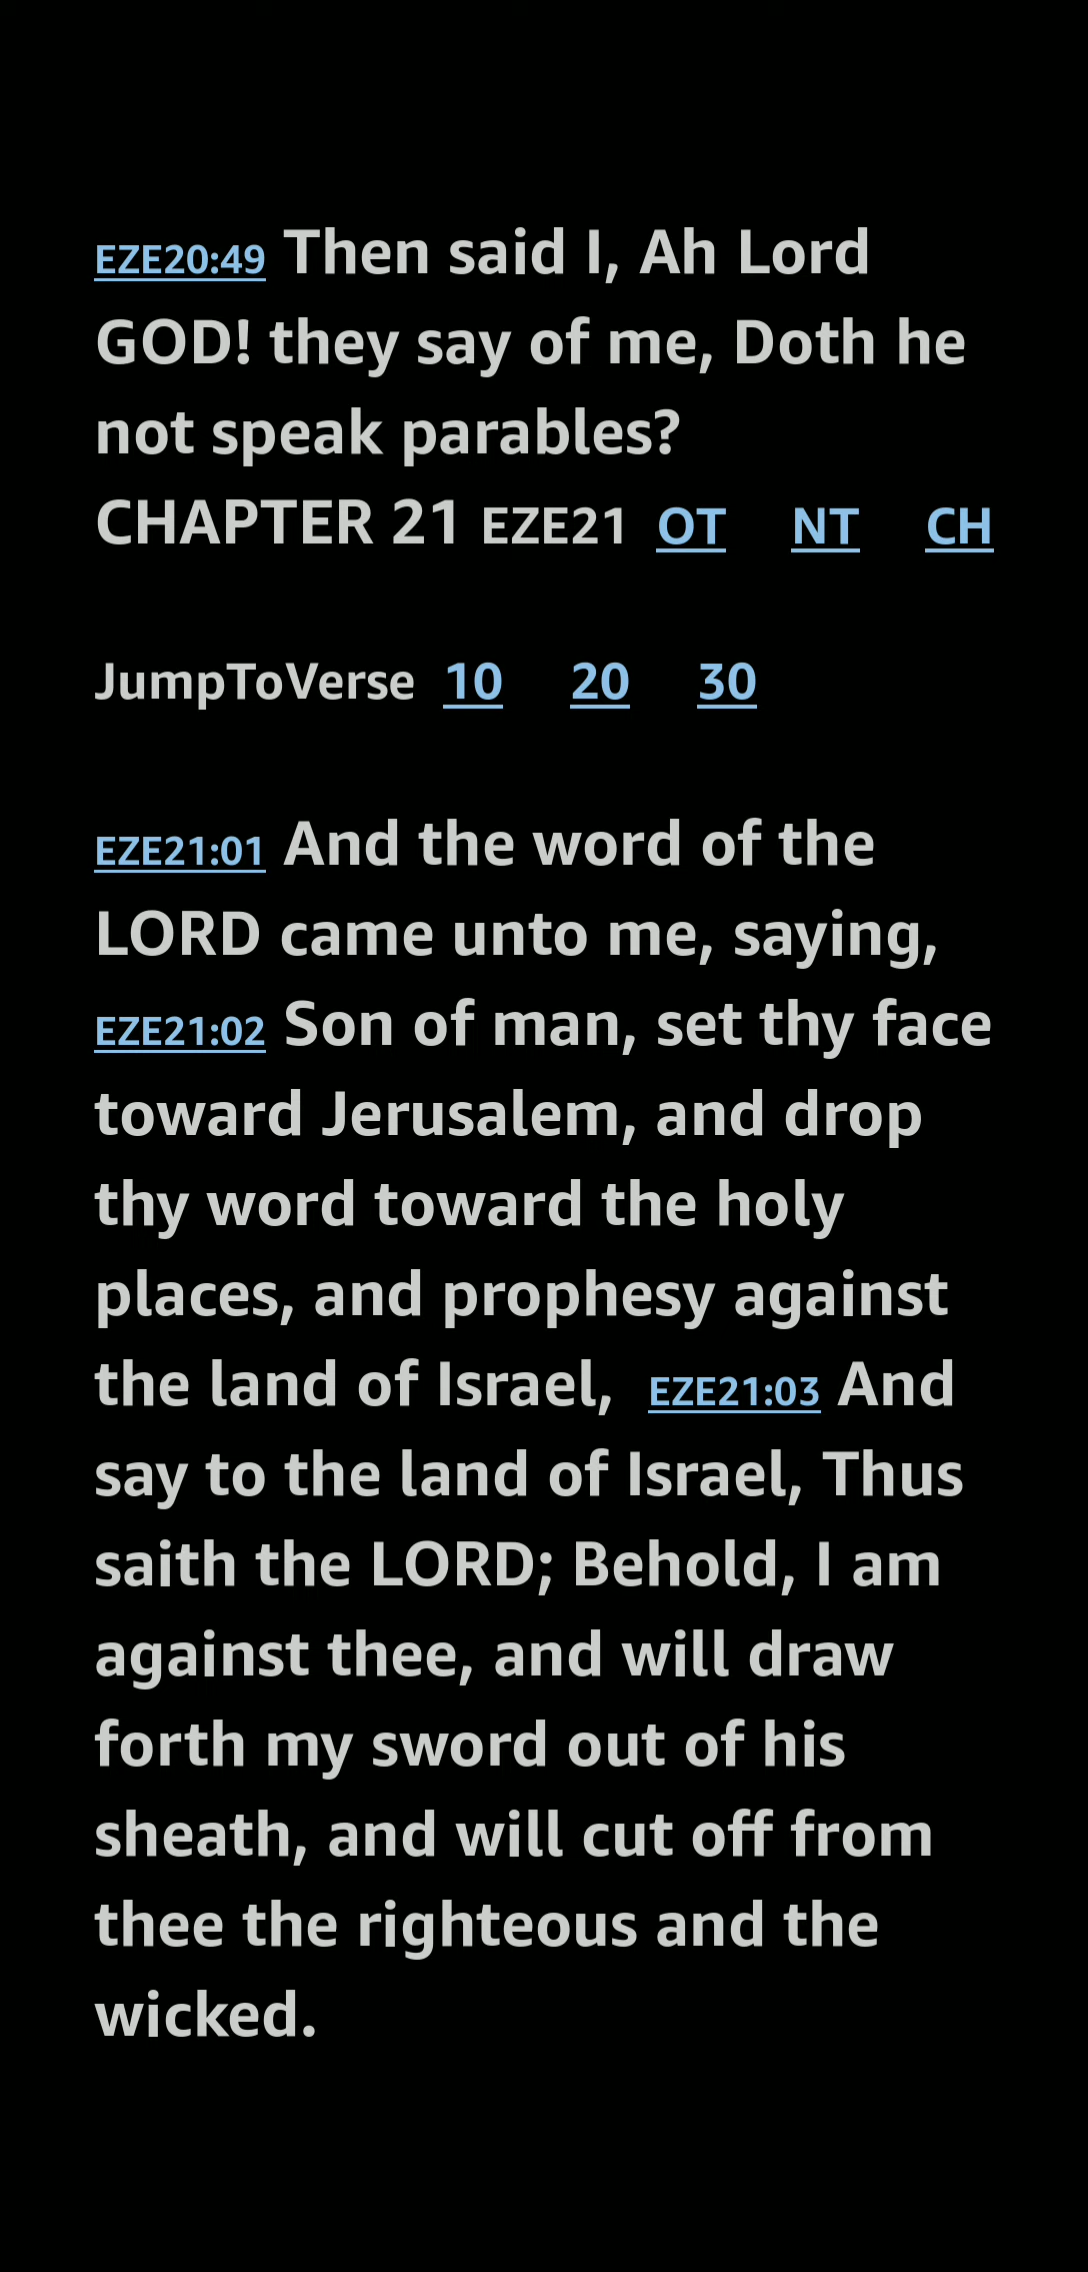 EZE20:49 Then said I, Ah Lord
GOD! they say of me, Doth he
not speak parables?
CHAPTER 21 EZE21 OT NT CH
JumpToVerse 10 20 30
EZE21:01 And the word of the
LORD came unto me, saying,
EZE21:02 Son of man, set thy face
toward Jerusalem, and drop
thy word toward the holy
places, and prophesy against
the land of Israel, EZE21:03 And
say to the land of Israel, Thus
saith the LORD; Behold, I am
against thee, and will draw
forth my sword out of his
sheath, and will cut off from
thee the righteous and the
wicked.